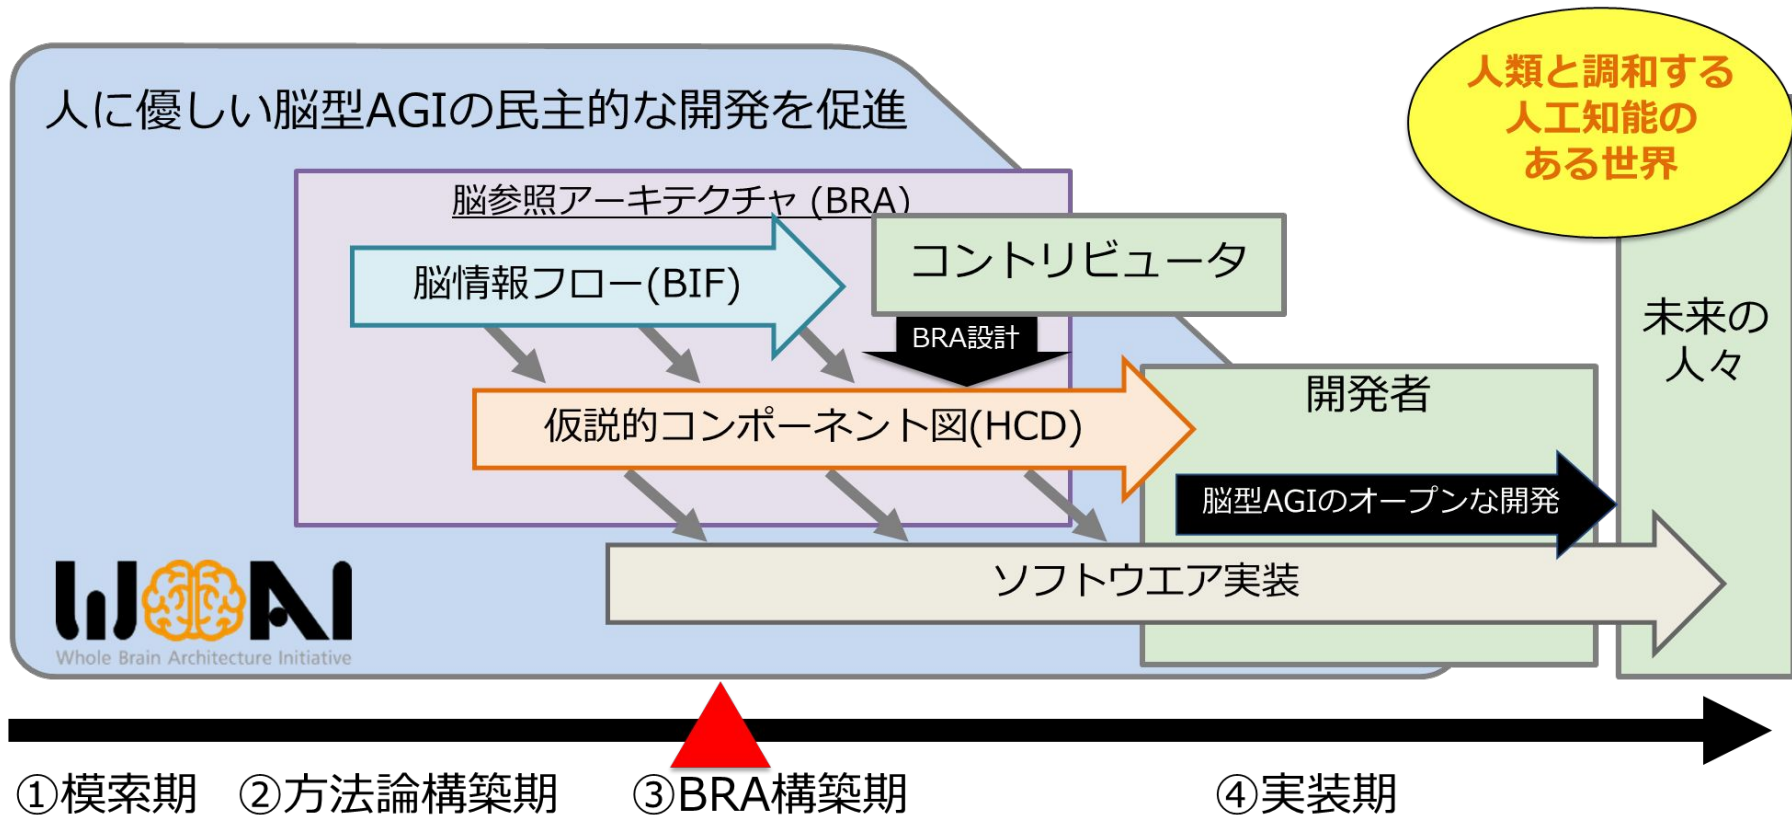 人に優しい脳型AGIの民主的な開発を促進
人類と調和する
人工知能の
ある世界
脳参照アーキテクチャ (BRA)
脳情報フロー(BIF)
コントリビュータ
BRA設計
未来の
人々
仮説的コンポーネント図(HCD)
開発者
脳型AGIのオープンな開発
ソフトウエア実装
WBAI
Whole Brain Architecture Initiative
①模索期
②方法論構築期
③BRA構築期
④実装期